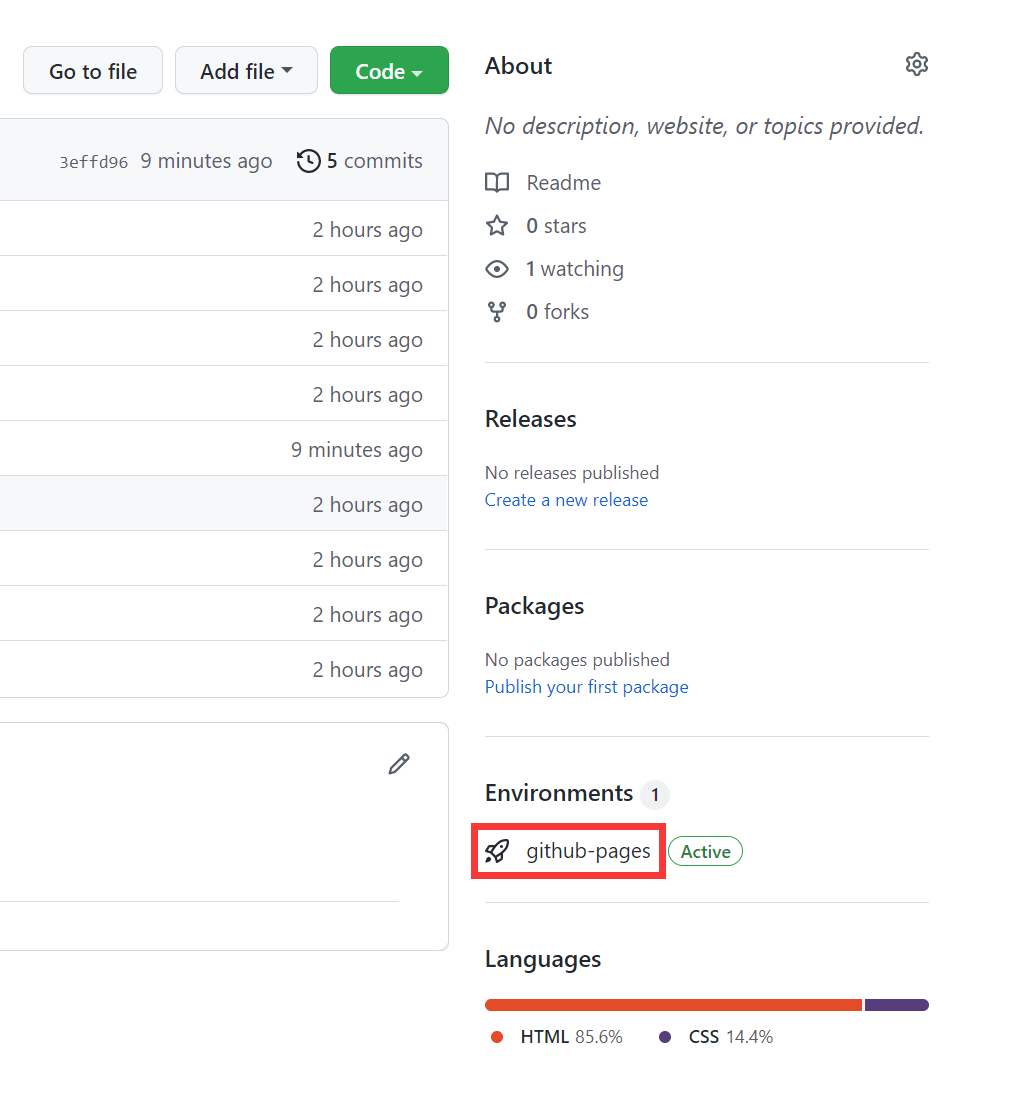 Go to file
Add file
Code
3effd96 9 minutes ago 5 commits
2 hours ago
2 hours ago
2 hours ago
2 hours ago
9 minutes ago
2 hours ago
2 hours ago
2 hours ago
2 hours ago
About
No description, website, or topics provided.
Readme
0 stars
1 watching
0 forks
Releases
No releases published
Create a new release
Packages
No packages published
Publish your first package
Environments 1
github-pages Active
Languages
HTML 85.6% CSS 14.4%